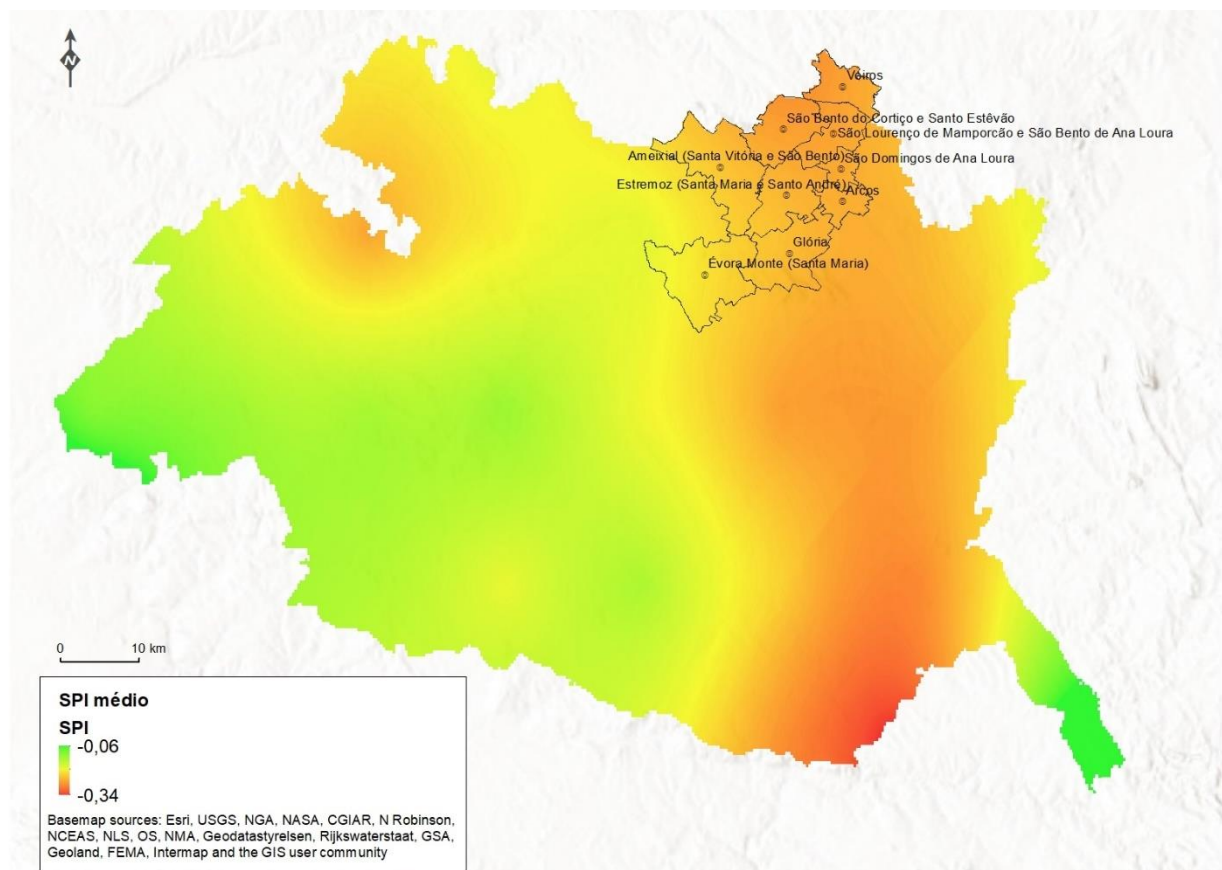 N
Veiros
São Bento do Cortiço e Santo Estêvão
São Lourenço de Mamporcão e São Bento de Ana Loura
Ameixial (Santa Vitória e São Bento)
São Domingos de Ana Loura
Estremoz (Santa Maria e Santo André)
Arcos
Glória
Évora Monte (Santa Maria)
0 10 km
SPI médio
SPI
-0,06
-0,34
Basemap sources: Esri, USGS, NGA, NASA, CGIAR, N Robinson,
NCEAS, NLS, OS, NMA, Geodatastyrelsen, Rijkswaterstaat, GSA,
Geoland, FEMA, Intermap and the GIS user community